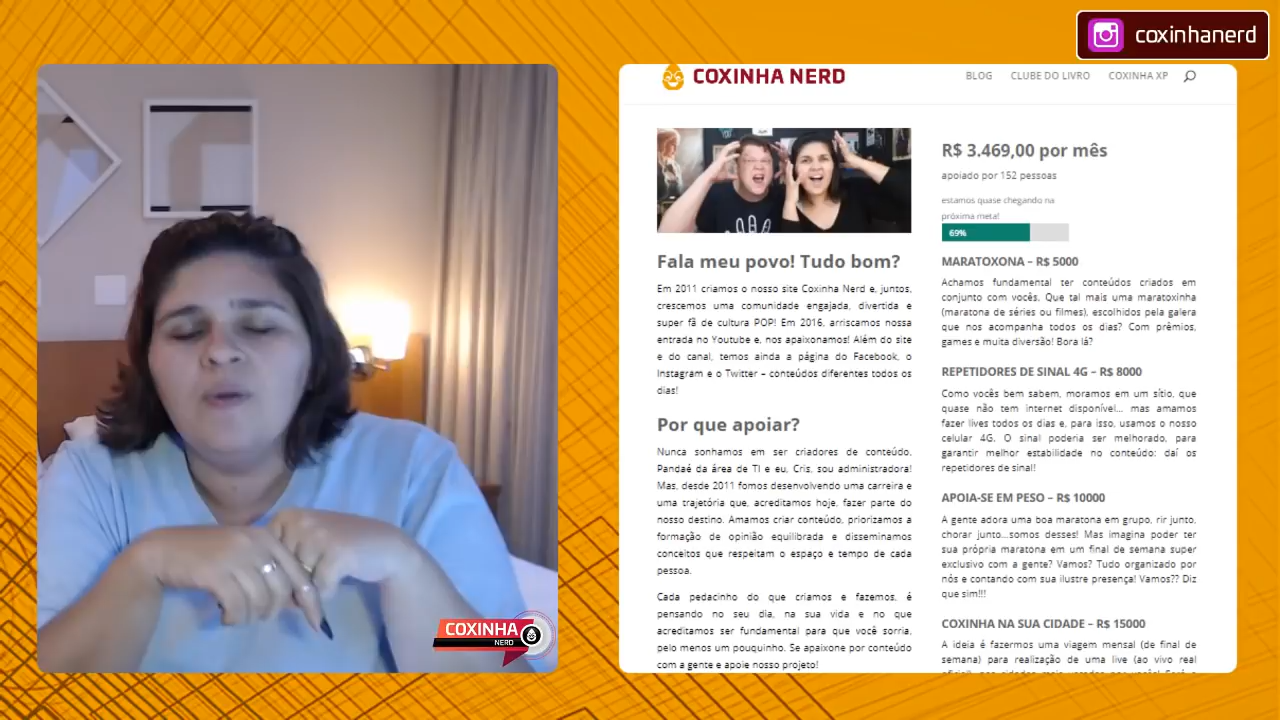 coxinhanerd
COXINHA NERD
BLOG
CLUBE DO LIVRO
COXINHA XP
Fala meu povo! Tudo bom?
Em 2011 criamos o nosso site Coxinha Nerd e, juntos,
crescemos uma comunidade engajada, divertida e
super fã de cultura POP! Em 2016, arriscamos nossa
entrada no Youtube e, nos apaixonamos! Além do site
e do canal, temos ainda a página do Facebook, o
Instagram e o Twitter – conteúdos diferentes todos os
dias!
Por que apoiar?
Nunca sonhamos em ser criadores de conteúdo.
Pandaé da área de TI e eu, Cris, sou administradora!
Mas, desde 2011 fomos desenvolvendo uma carreira e
uma trajetória que, acreditamos hoje, fazer parte do
nosso destino. Amamos criar conteúdo, priorizamos a
formação de opinião equilibrada e disseminamos
conceitos que respeitam o espaço e tempo de cada
pessoa.
Cada pedacinho do que criamos e fazemos, é
pensando no seu dia, na sua vida e no que
acreditamos ser fundamental para que você sorria,
pelo menos um pouquinho. Se apaixone por conteúdo
com a gente e apoie nosso projeto!
R$ 3.469,00 por mês
apoiado por 152 pessoas
estamos quase chegando na
próxima meta!
69%
MARATOXONA – R$ 5000
Achamos fundamental ter conteúdos criados em
conjunto com vocês. Que tal mais uma maratoxinha
(maratona de séries ou filmes), escolhidos pela galera
que nos acompanha todos os dias? Com prêmios,
games e muita diversão! Bora lá?
REPETIDORES DE SINAL 4G – R$ 8000
Como vocês bem sabem, moramos em um sítio, que
quase não tem internet disponível... mas amamos
fazer lives todos os dias e, para isso, usamos o nosso
celular 4G. O sinal poderia ser melhorado, para
garantir melhor estabilidade no conteúdo: daí os
repetidores de sinal!
APOIA-SE EM PESO – R$ 10000
A gente adora uma boa maratona em grupo, rir junto,
chorar junto...somos desses! Mas imagina poder ter
sua própria maratona em um final de semana super
exclusivo com a gente? Vamos? Tudo organizado por
nós e contando com sua ilustre presença! Vamos?? Diz
que sim!!!
COXINHA NA SUA CIDADE – R$ 15000
A ideia é fazermos uma viagem mensal (de final de
semana) para realização de uma live (ao vivo real
COXINHA
NERD